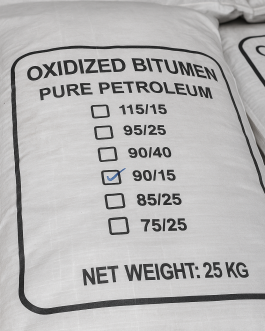 OXIDIZED BITUMEN
PURE PETROLEUM
115/15
95/25
90/40
90/15
85/25
75/25
NET WEIGHT: 25 KG